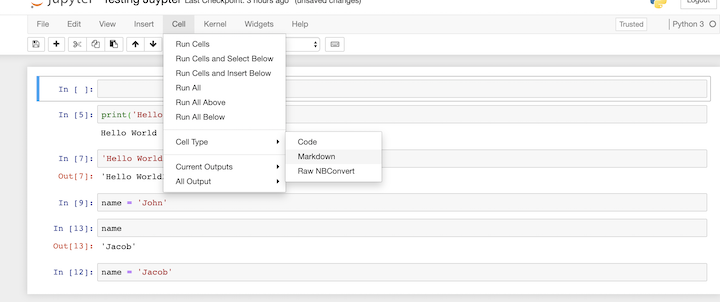 Jupyter Testing Juypter Last Checkpoint: 3 hours ago (unsaved changes) Logout
File Edit View Insert Cell Kernel Widgets Help Trusted Python 3
Run Cells
Run Cells and Select Below
Run Cells and Insert Below
Run All
Run All Above
Run All Below
Cell Type
Code
Markdown
Raw NBConvert
Current Outputs
All Output
In [ ]:
In [5]: print('Hello
Hello World
In [7]: 'Hello World
Out[7]: 'Hello World
In [9]: name = 'John'
In [13]: name
Out[13]: 'Jacob'
In [12]: name = 'Jacob'